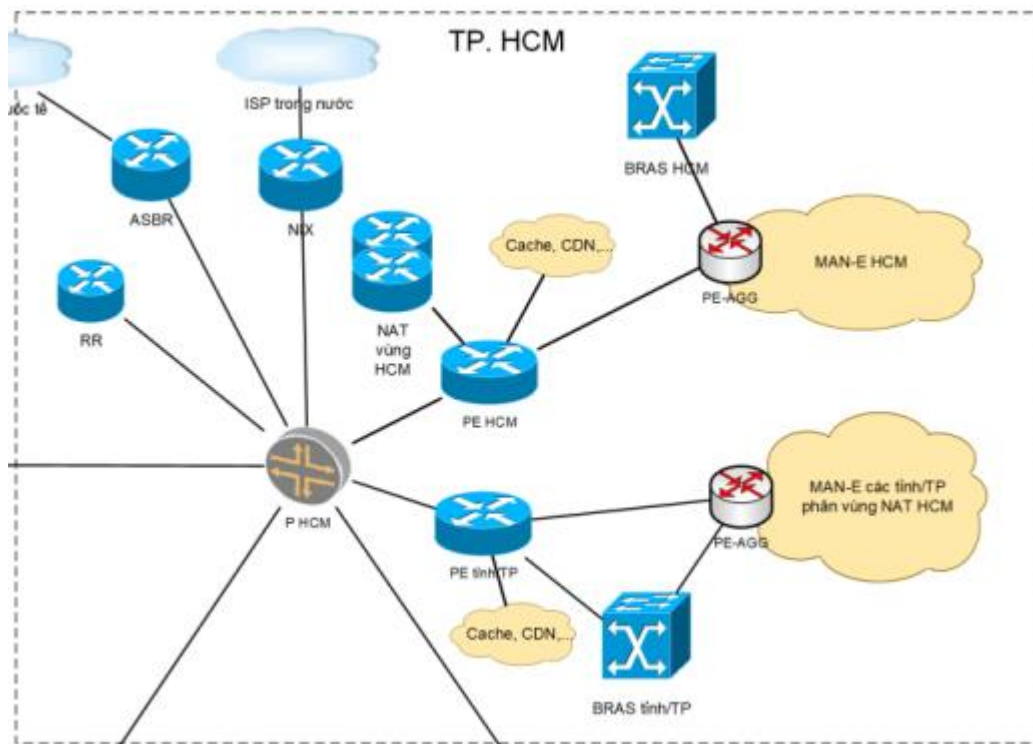 TP. HCM
ISP trong nước
ASBR
NIX
BRAS HCM
Cache, CDN,...
MAN-E HCM
PE-AGG
RR
NAT
vùng
HCM
PE HCM
P HCM
MAN-E các tỉnh/TP
phân vùng NAT HCM
PE-AGG
PE tỉnh/TP
Cache, CDN,...
BRAS tỉnh/TP